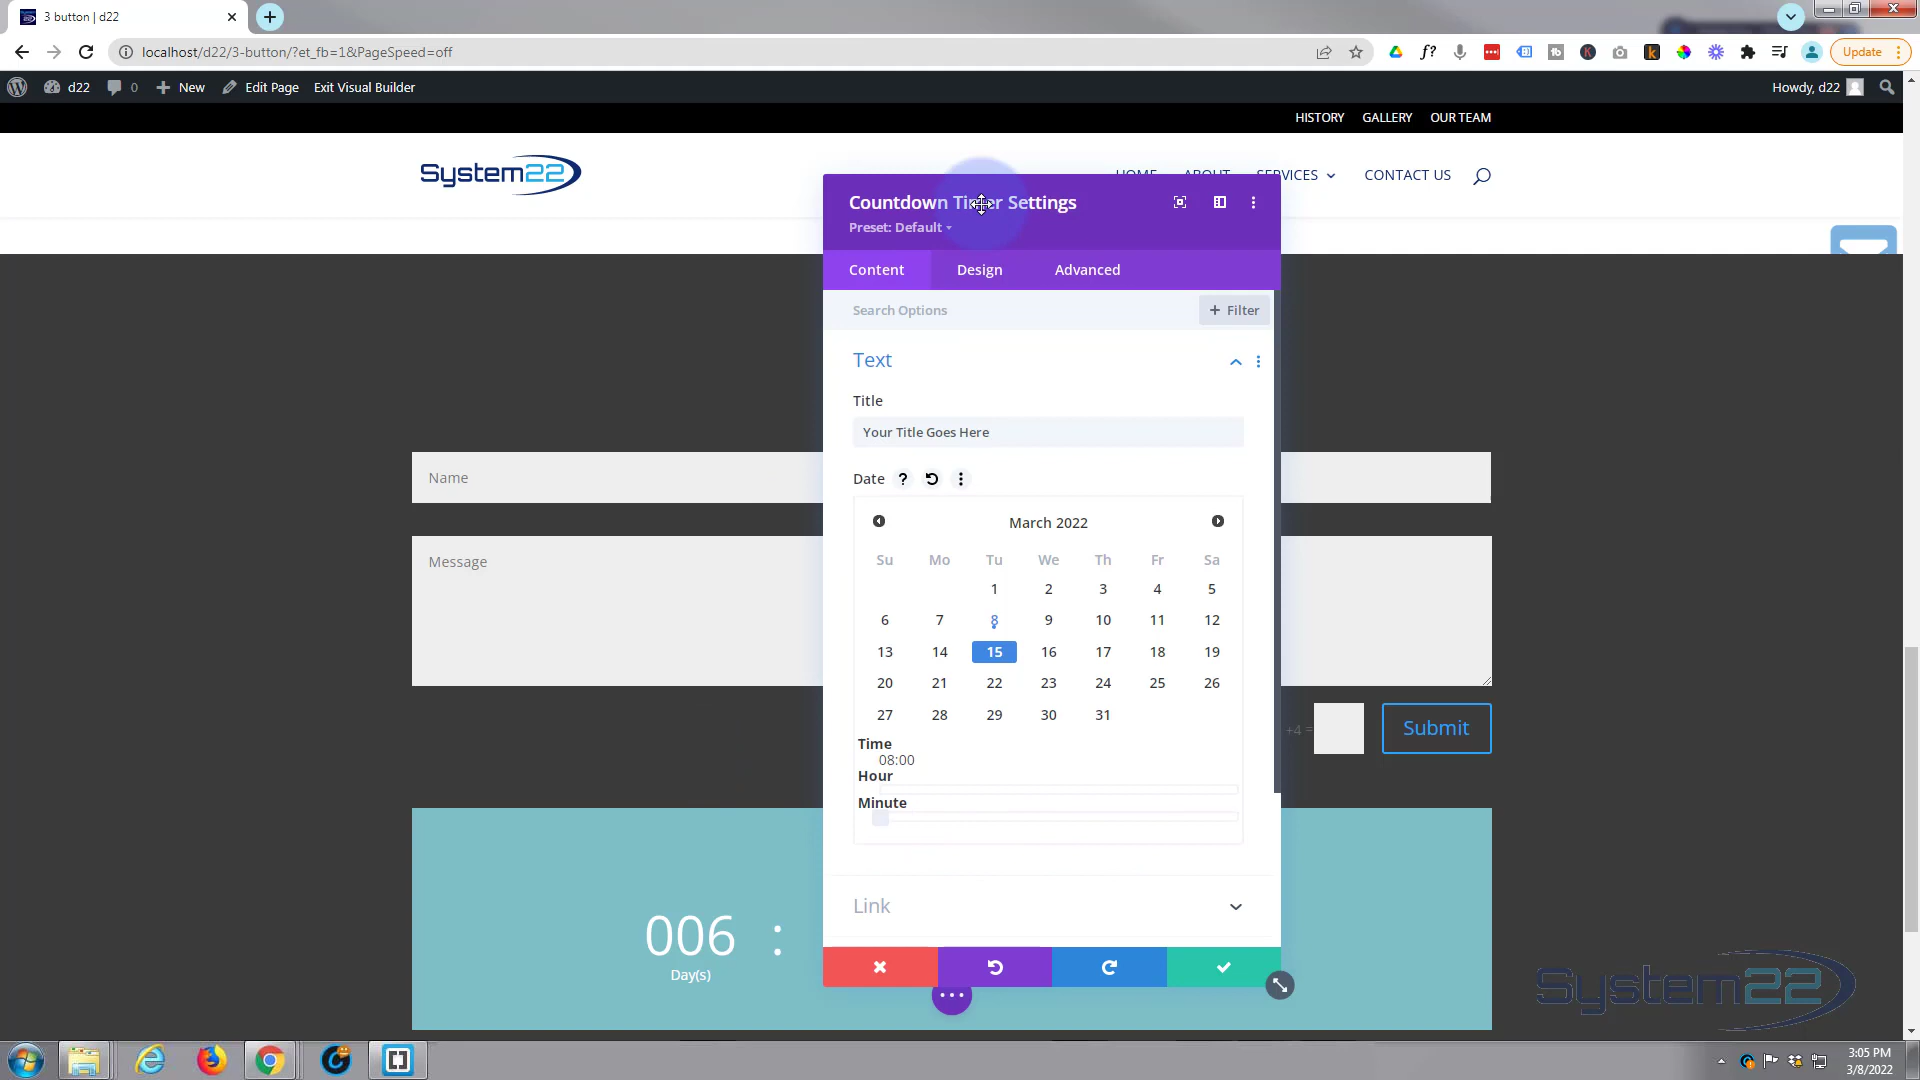 3 button | d22
localhost/d22/3-button/?et_fb=1&PageSpeed=off
Update
d22
0
New
Edit Page
Exit Visual Builder
Howdy, d22
HISTORY
GALLERY
OUR TEAM
System22
HOME
ABOUT
SERVICES
CONTACT US
Countdown Timer Settings
Preset: Default
Content
Design
Advanced
Search Options
+ Filter
Text
Title
Your Title Goes Here
Date
March 2022
Su Mo Tu We Th Fr Sa
1 2 3 4 5
6 7 8 9 10 11 12
13 14 15 16 17 18 19
20 21 22 23 24 25 26
27 28 29 30 31
Time
08:00
Hour
Minute
Link
Name
Message
+4 =
Submit
006 :
Day(s)
System22
3:05 PM
3/8/2022